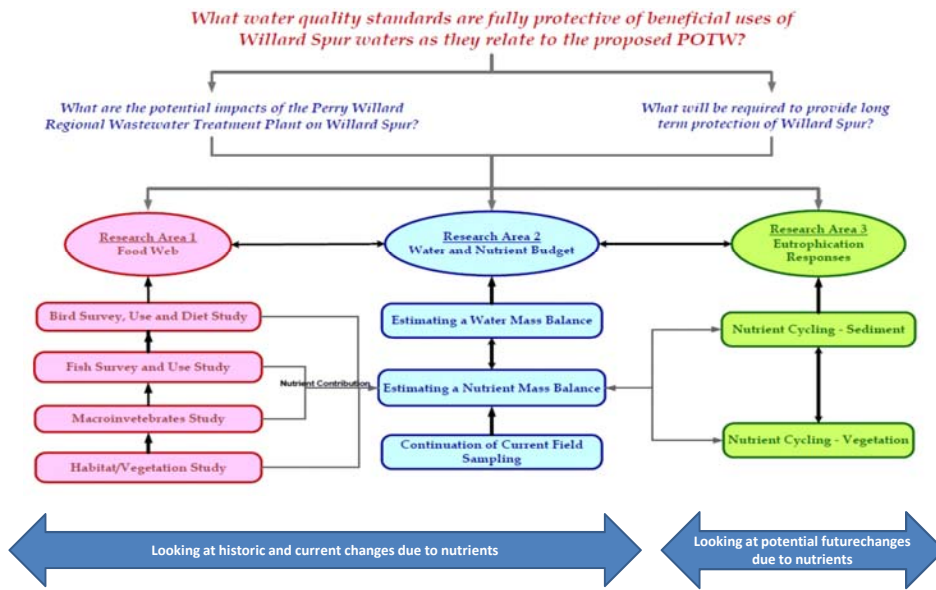 What water quality standards are fully protective of beneficial uses of
Willard Spur waters as they relate to the proposed POTW?
What are the potential impacts of the Perry Willard
Regional Wastewater Treatment Plant on Willard Spur?
What will be required to provide long
term protection of Willard Spur?
Research Area 1
Food Web
Research Area 2
Water and Nutrient Budget
Research Area 3
Eutrophication
Responses
Bird Survey, Use and Diet Study
Fish Survey and Use Study
Macroinvetebrates Study
Habitat/Vegetation Study
Nutrient Contribution
Estimating a Water Mass Balance
Estimating a Nutrient Mass Balance
Continuation of Current Field
Sampling
Nutrient Cycling - Sediment
Nutrient Cycling - Vegetation
Looking at historic and current changes due to nutrients
Looking at potential futurechanges
due to nutrients